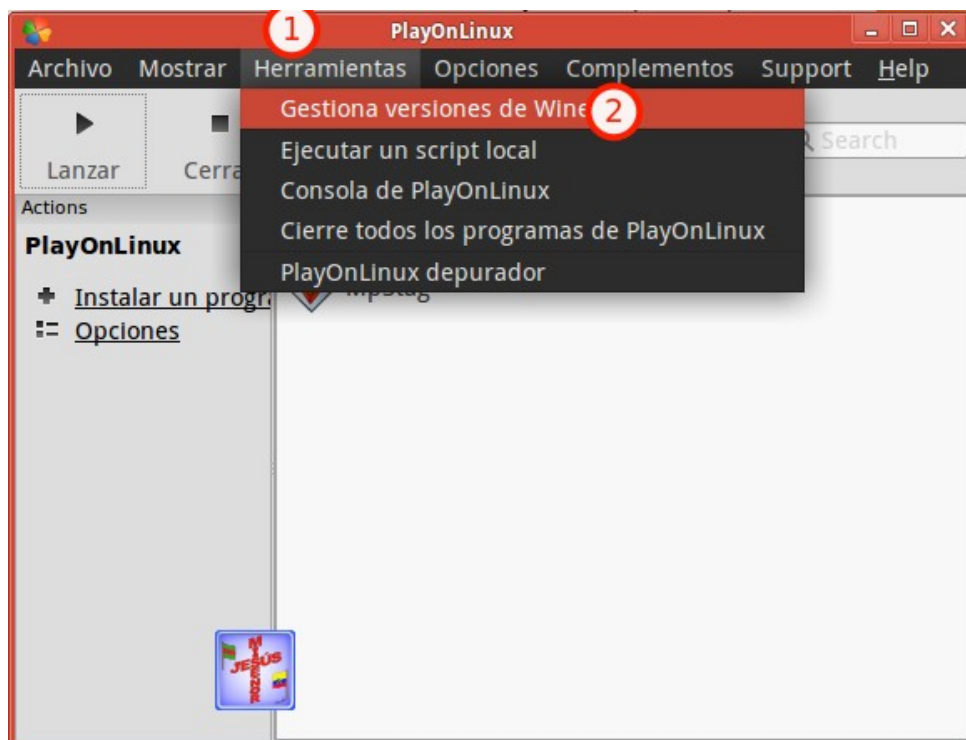 1
PlayOnLinux
Archivo Mostrar Herramientas Opciones Complementos Support Help
Gestiona versiones de Wine
2
Search
Ejecutar un script local
Lanzar
Cerra
Consola de PlayOnLinux
Actions
Cierre todos los programas de PlayOnLinux
PlayOnLinux
PlayOnLinux depurador
Instalar un progra
Mp3tag
Opciones
JESÚS